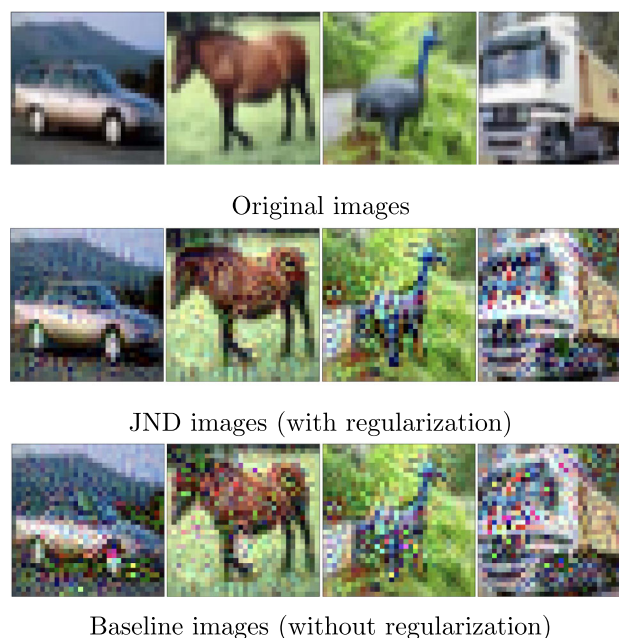 Original images
JND images (with regularization)
Baseline images (without regularization)